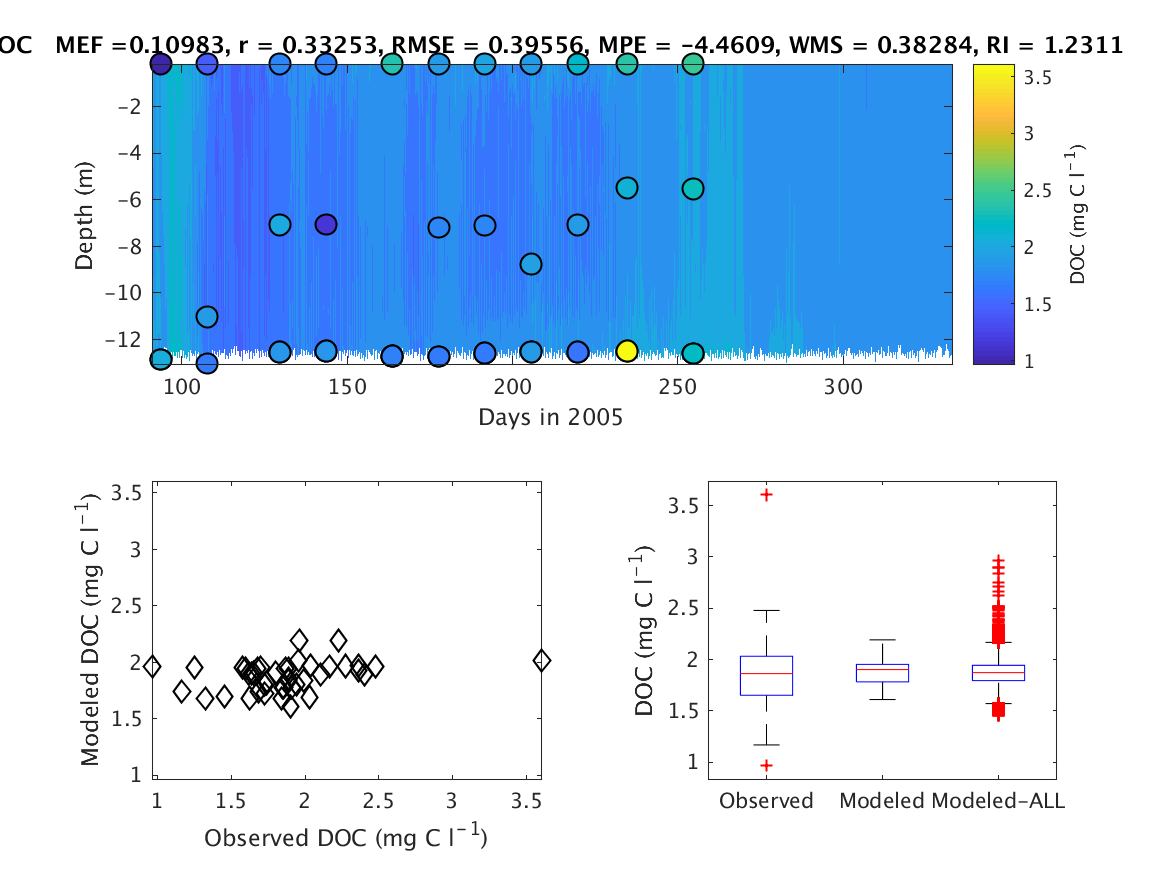 OC MEF =0.10983, r = 0.33253, RMSE = 0.39556, MPE = −4.4609, WMS = 0.38284, RI = 1.2311
−2
−4
−6
−8
−10
−12
Depth (m)
100 150 200 250 300
Days in 2005
3.5
3
2.5
2
1.5
1
DOC (mg C l⁻¹)
3.5
3
2.5
2
1.5
1
Modeled DOC (mg C l⁻¹)
1 1.5 2 2.5 3 3.5
Observed DOC (mg C l⁻¹)
3.5
3
2.5
2
1.5
1
DOC (mg C l⁻¹)
Observed Modeled Modeled−ALL